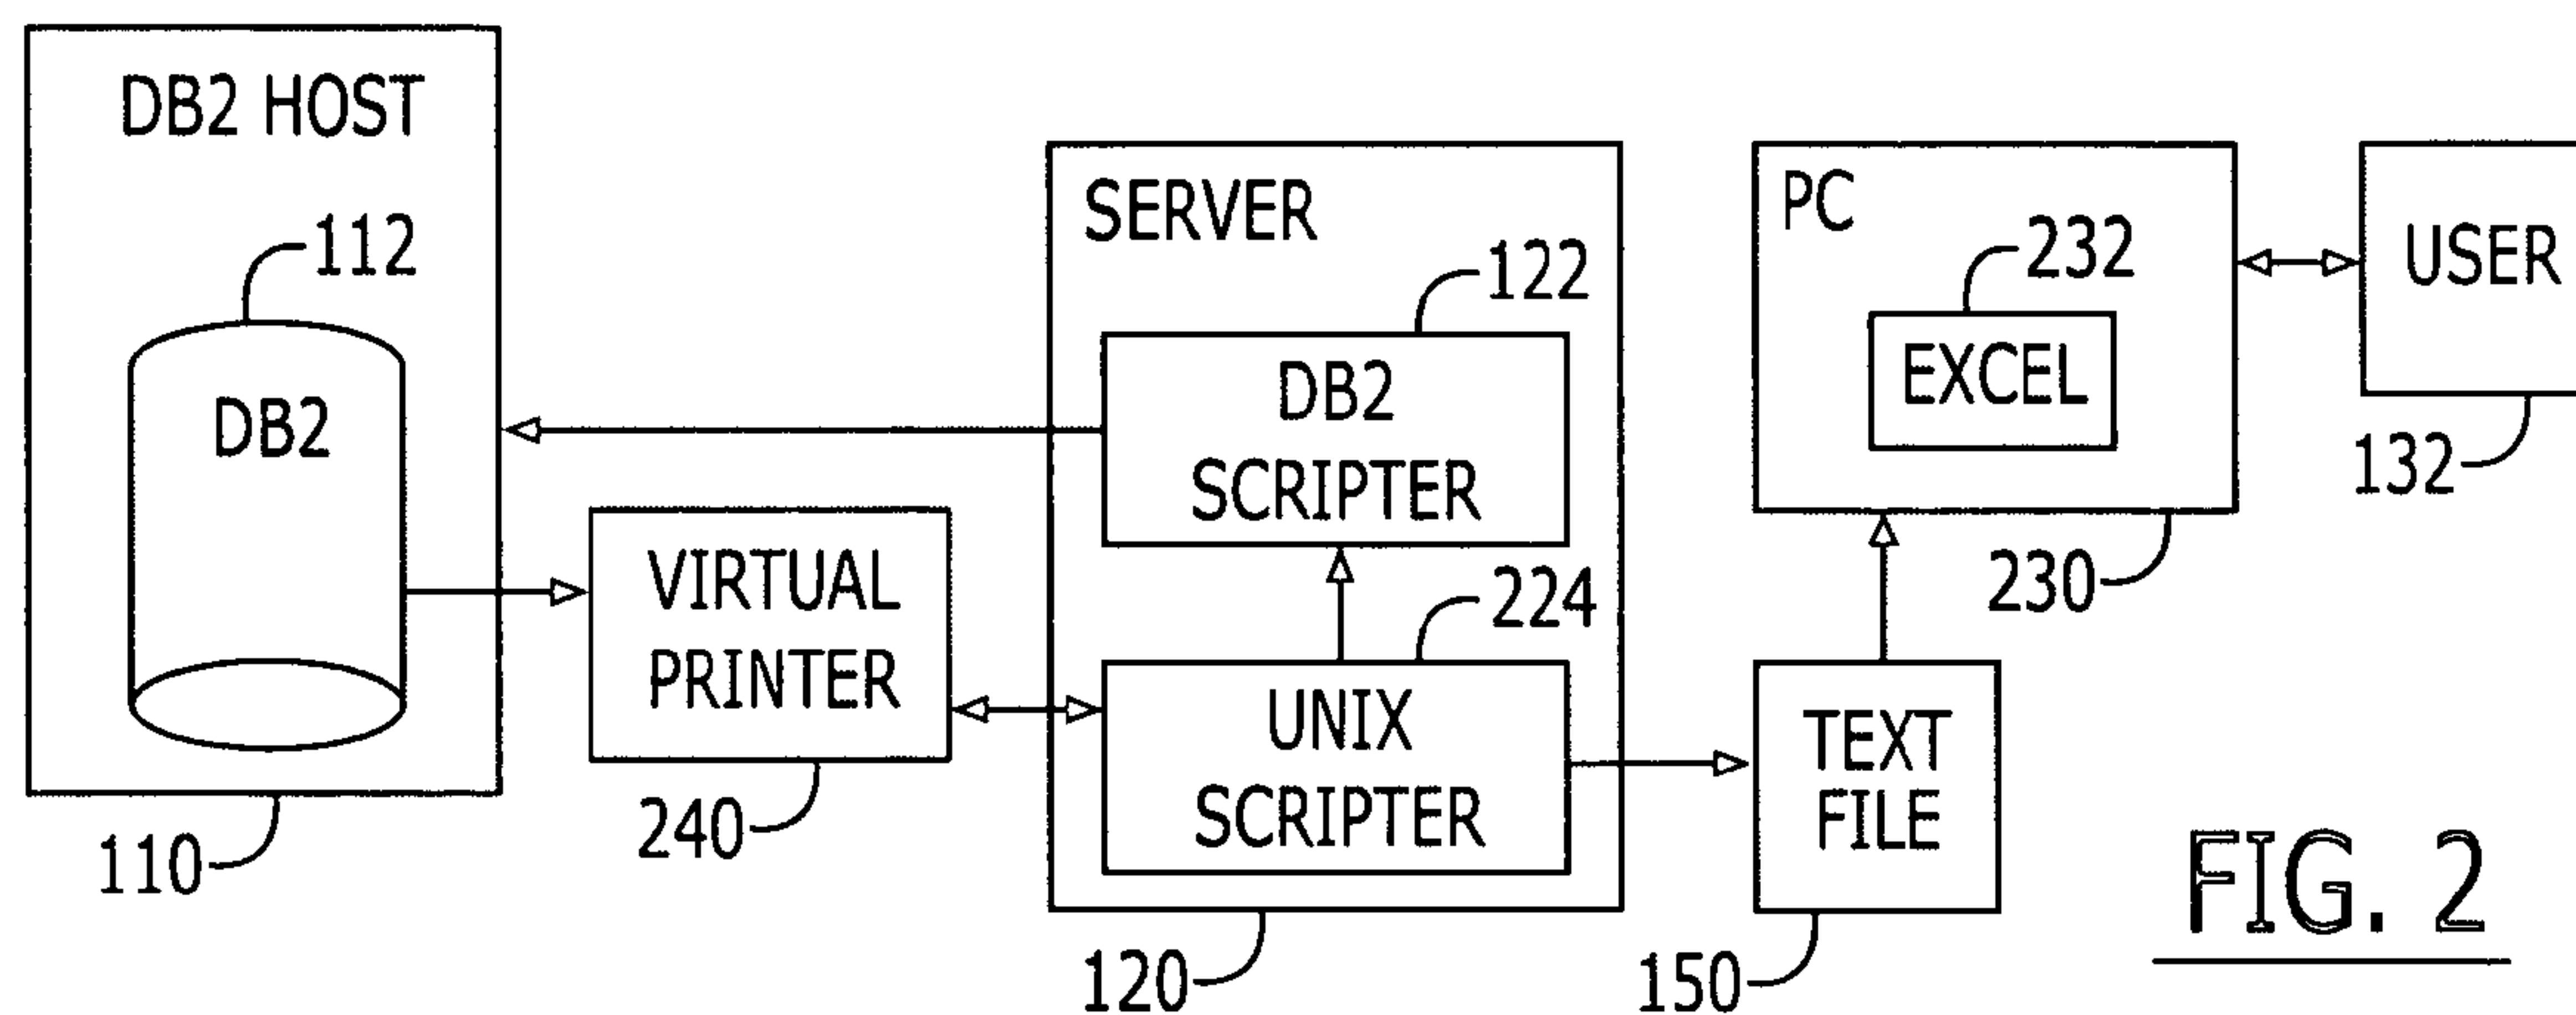 DB2 HOST
112
DB2
110
VIRTUAL
PRINTER
240
SERVER
122
DB2
SCRIPTER
224
UNIX
SCRIPTER
120
PC
232
EXCEL
230
USER
132
TEXT
FILE
150
FIG. 2